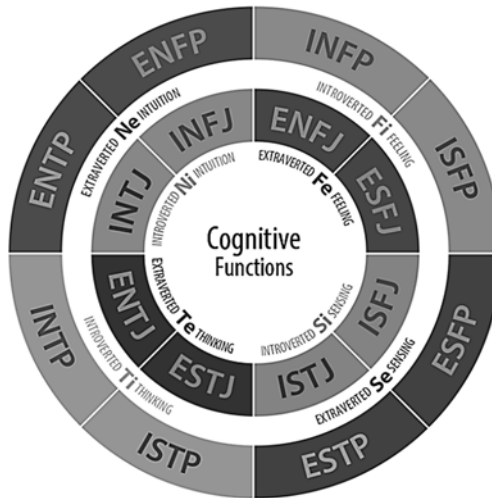 ENFP
INFP
ENTP
ISFP
EXTRAVERTED Ne INTUITION
INTROVERTED Fi FEELING
INFJ
ENFJ
INTJ
ESFJ
INTROVERTED Ni INTUITION
EXTRAVERTED Fe FEELING
Cognitive
Functions
EXTRAVERTED Te THINKING
INTROVERTED Si SENSING
ENTJ
ISFJ
ESTJ
ISTJ
INTROVERTED Ti THINKING
EXTRAVERTED Se SENSING
INTP
ESFP
ISTP
ESTP